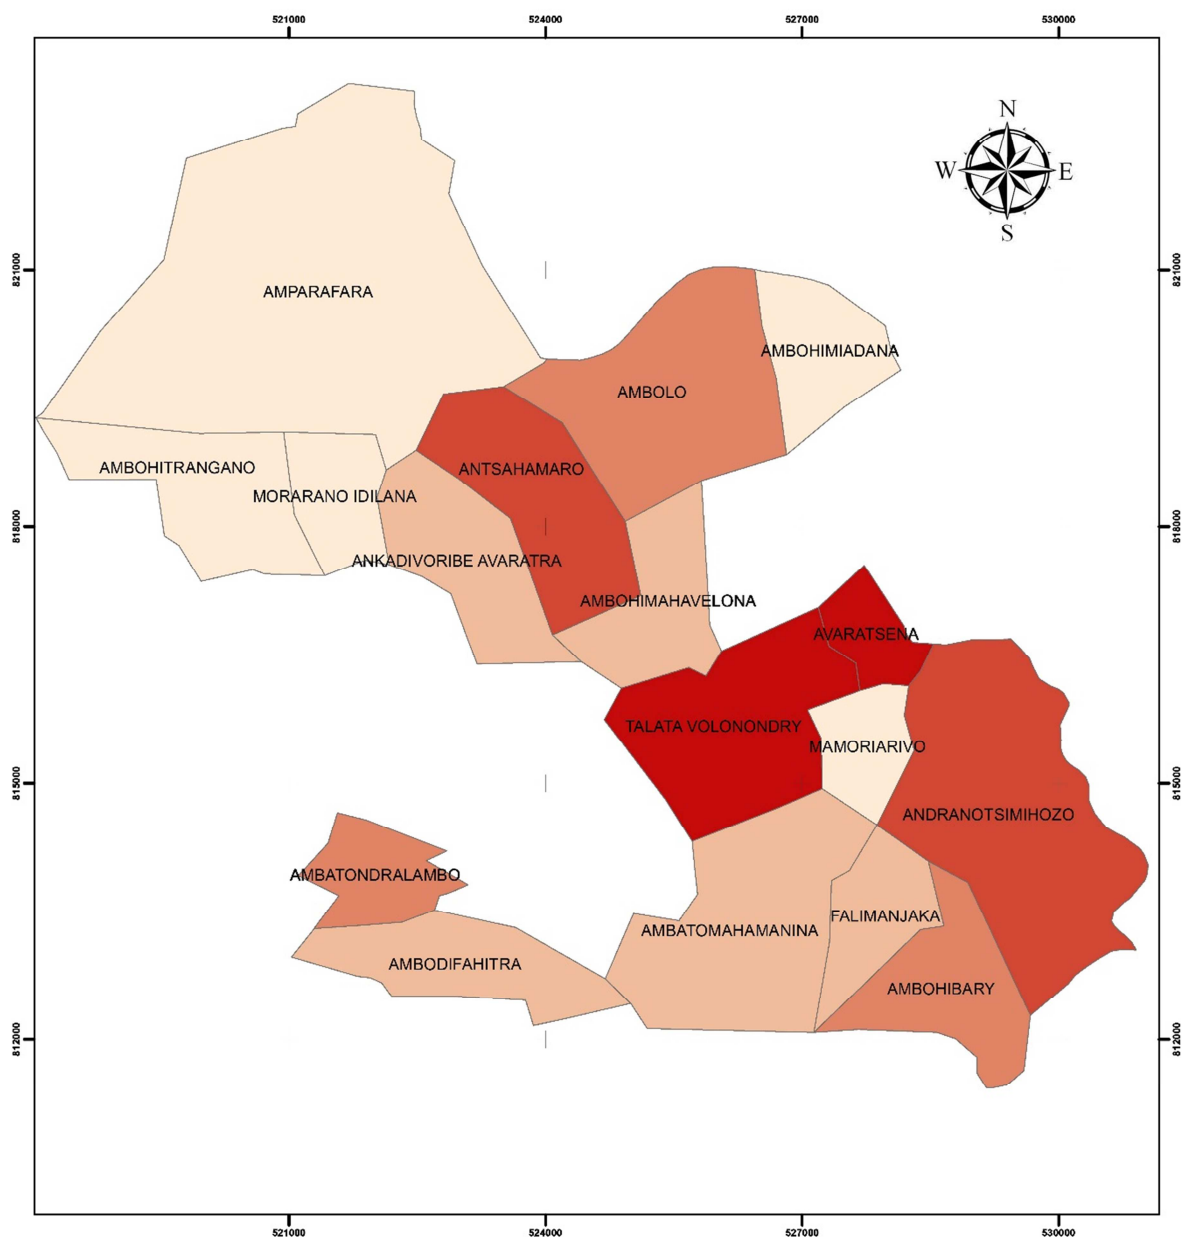 521000 524000 527000 530000
N
W E
S
821000 821000
AMPARAFARA
AMBOHIMIADANA
AMBOLO
AMBOHITRANGANO
ANTSAHAMARO
MORARANO IDILANA
818000 818000
ANKADIVORIBE AVARATRA
AMBOHIMAHAVELONA
AVARATSENA
TALATA VOLONONDRY
MAMORIARIVO
815000 815000
ANDRANOTSIMIHOZO
AMBATONDRALAMBO
FALIMANJAKA
AMBATOMAHAMANINA
AMBODIFAHITRA
AMBOHIBARY
812000 812000
521000 524000 527000 530000